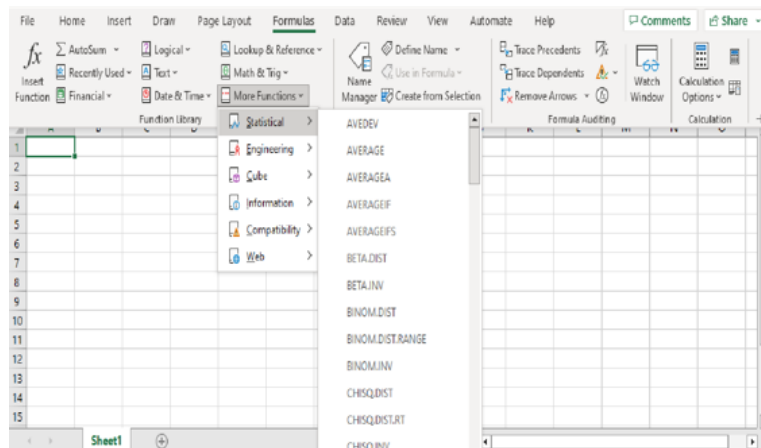 File Home Insert Draw Page Layout Formulas Data Review View Automate Help Comments Share
fx AutoSum Logical Lookup & Reference Define Name Trace Precedents
Recently Used Text Math & Trig Use in Formula Trace Dependents
Insert Function Financial Date & Time More Functions Name Manager Create from Selection Remove Arrows Watch Window Calculation Options
Function Library Formula Auditing Calculation
Statistical
Engineering
Cube
Information
Compatibility
Web
AVEDEV
AVERAGE
AVERAGEA
AVERAGEIF
AVERAGEIFS
BETA.DIST
BETA.INV
BINOM.DIST
BINOM.DIST.RANGE
BINOM.INV
CHISQ.DIST
CHISQ.DIST.RT
CHISQ.INV
1
2
3
4
5
6
7
8
9
10
11
12
13
14
15
Sheet1